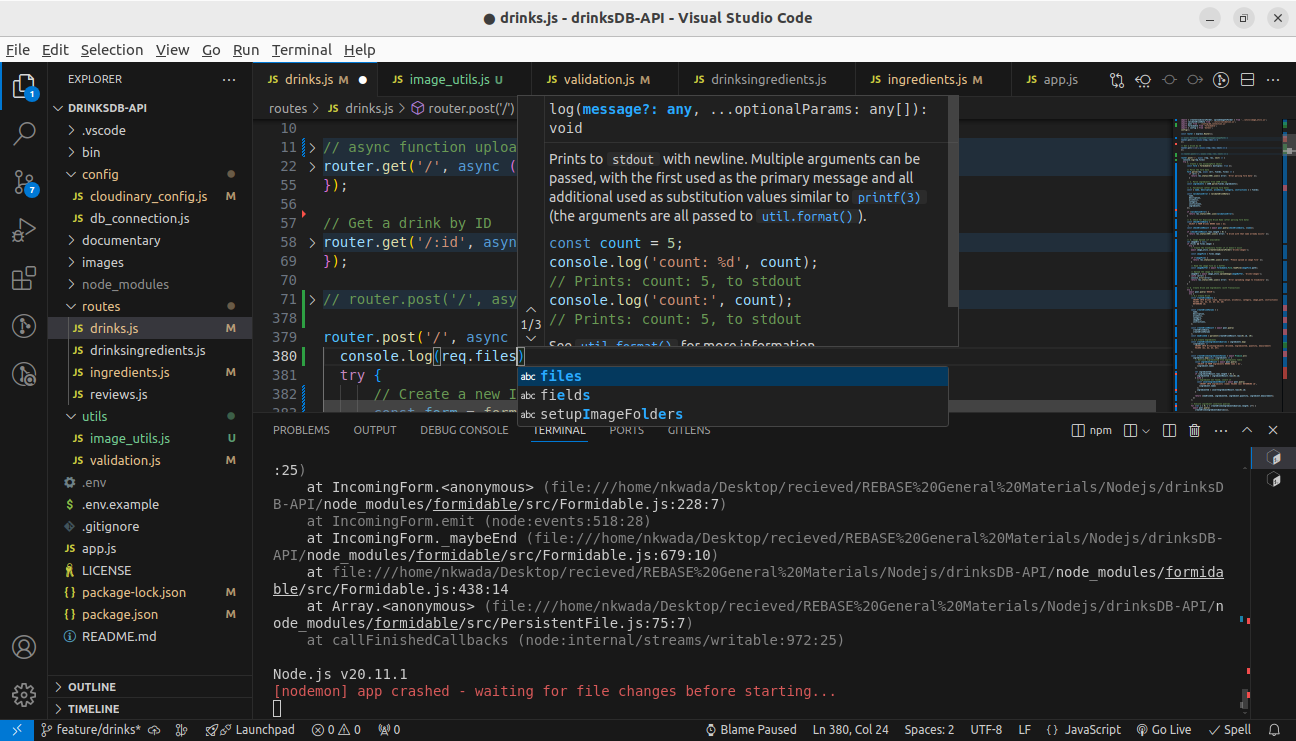 ● drinks.js - drinksDB-API - Visual Studio Code
File Edit Selection View Go Run Terminal Help
EXPLORER
JS drinks.js M ●
JS image_utils.js U
JS validation.js M
JS drinksingredients.js
JS ingredients.js M
JS app.js
routes > JS drinks.js > router.post('/')
DRINKSDB-API
.vscode
bin
config
JS cloudinary_config.js M
JS db_connection.js
documentary
images
node_modules
routes
JS drinks.js M
JS drinksingredients.js
JS ingredients.js M
JS reviews.js
utils
JS image_utils.js U
JS validation.js M
.env
$ .env.example
.gitignore
JS app.js
LICENSE
{} package-lock.json M
{} package.json M
README.md
OUTLINE
TIMELINE
1
7
10
11 > // async function uploa
22 > router.get('/', async (
55 });
56
57 // Get a drink by ID
58 > router.get('/:id', asyn
69 });
70
71 > // router.post('/', asy
378
379 router.post('/', async
380 console.log(req.files)
381 try {
382 // Create a new I
383 const form = form
log(message?: any, ...optionalParams: any[]):
void
Prints to stdout with newline. Multiple arguments can be
passed, with the first used as the primary message and all
additional used as substitution values similar to printf(3)
(the arguments are all passed to util.format() ).
const count = 5;
console.log('count: %d', count);
// Prints: count: 5, to stdout
console.log('count:', count);
// Prints: count: 5, to stdout
See util.format() for more information.
1/3
abc files
abc fields
abc setupImageFolders
PROBLEMS OUTPUT DEBUG CONSOLE TERMINAL PORTS GITLENS
npm
:25)
at IncomingForm.<anonymous> (file:///home/nkwada/Desktop/recieved/REBASE%20General%20Materials/Nodejs/drinksD
B-API/node_modules/formidable/src/Formidable.js:228:7)
at IncomingForm.emit (node:events:518:28)
at IncomingForm._maybeEnd (file:///home/nkwada/Desktop/recieved/REBASE%20General%20Materials/Nodejs/drinksDB-
API/node_modules/formidable/src/Formidable.js:679:10)
at file:///home/nkwada/Desktop/recieved/REBASE%20General%20Materials/Nodejs/drinksDB-API/node_modules/formida
ble/src/Formidable.js:438:14
at Array.<anonymous> (file:///home/nkwada/Desktop/recieved/REBASE%20General%20Materials/Nodejs/drinksDB-API/n
ode_modules/formidable/src/PersistentFile.js:75:7)
at callFinishedCallbacks (node:internal/streams/writable:972:25)
Node.js v20.11.1
[nodemon] app crashed - waiting for file changes before starting...
feature/drinks* Launchpad 0 0 0 Blame Paused Ln 380, Col 24 Spaces: 2 UTF-8 LF {} JavaScript Go Live Spell